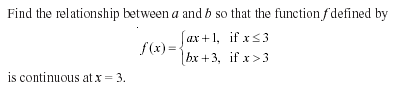 Find the relationship between a and b so that the function f defined by
f(x) = { ax + 1, if x ≤ 3
bx + 3, if x > 3
is continuous at x = 3.